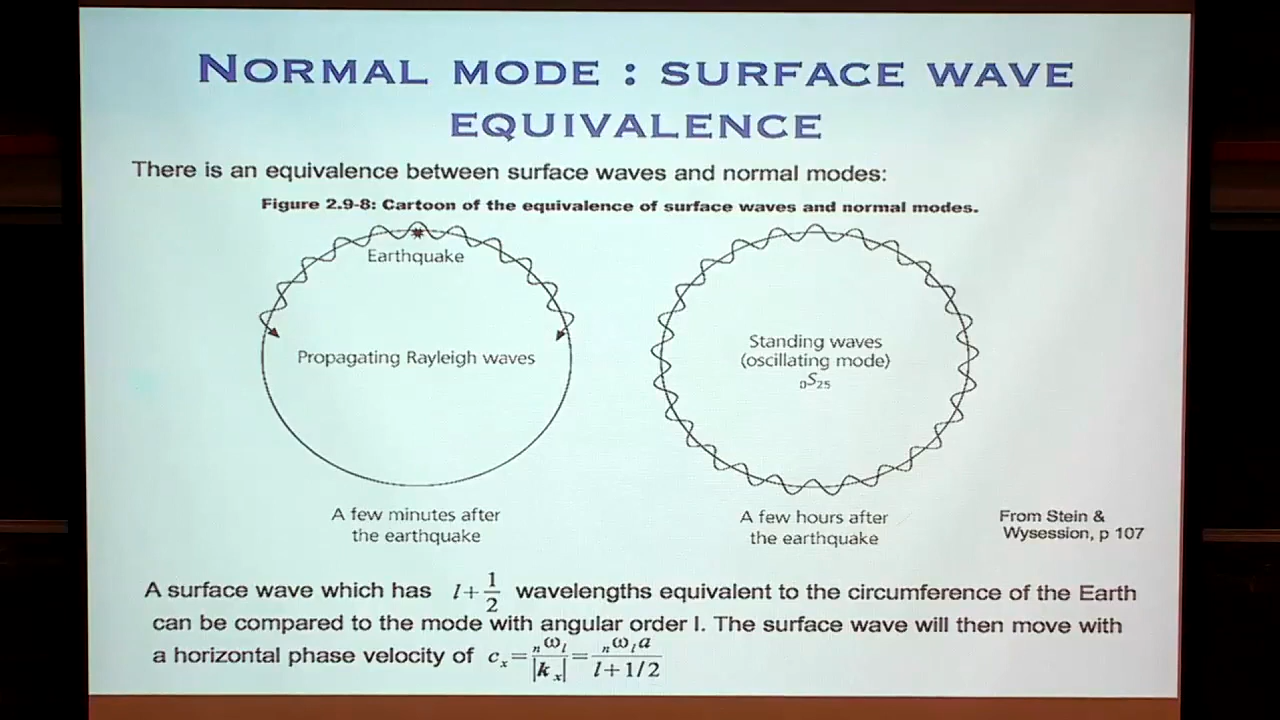 NORMAL MODE : SURFACE WAVE
EQUIVALENCE
There is an equivalence between surface waves and normal modes:
Figure 2.9-8: Cartoon of the equivalence of surface waves and normal modes.
Earthquake
Propagating Rayleigh waves
A few minutes after
the earthquake
Standing waves
(oscillating mode)
₀S₂₅
A few hours after
the earthquake
From Stein &
Wysession, p 107
A surface wave which has l+1/2 wavelengths equivalent to the circumference of the Earth
can be compared to the mode with angular order l. The surface wave will then move with
a horizontal phase velocity of cₓ = ₙωₗ/|kₓ| = ₙωₗa/l+1/2